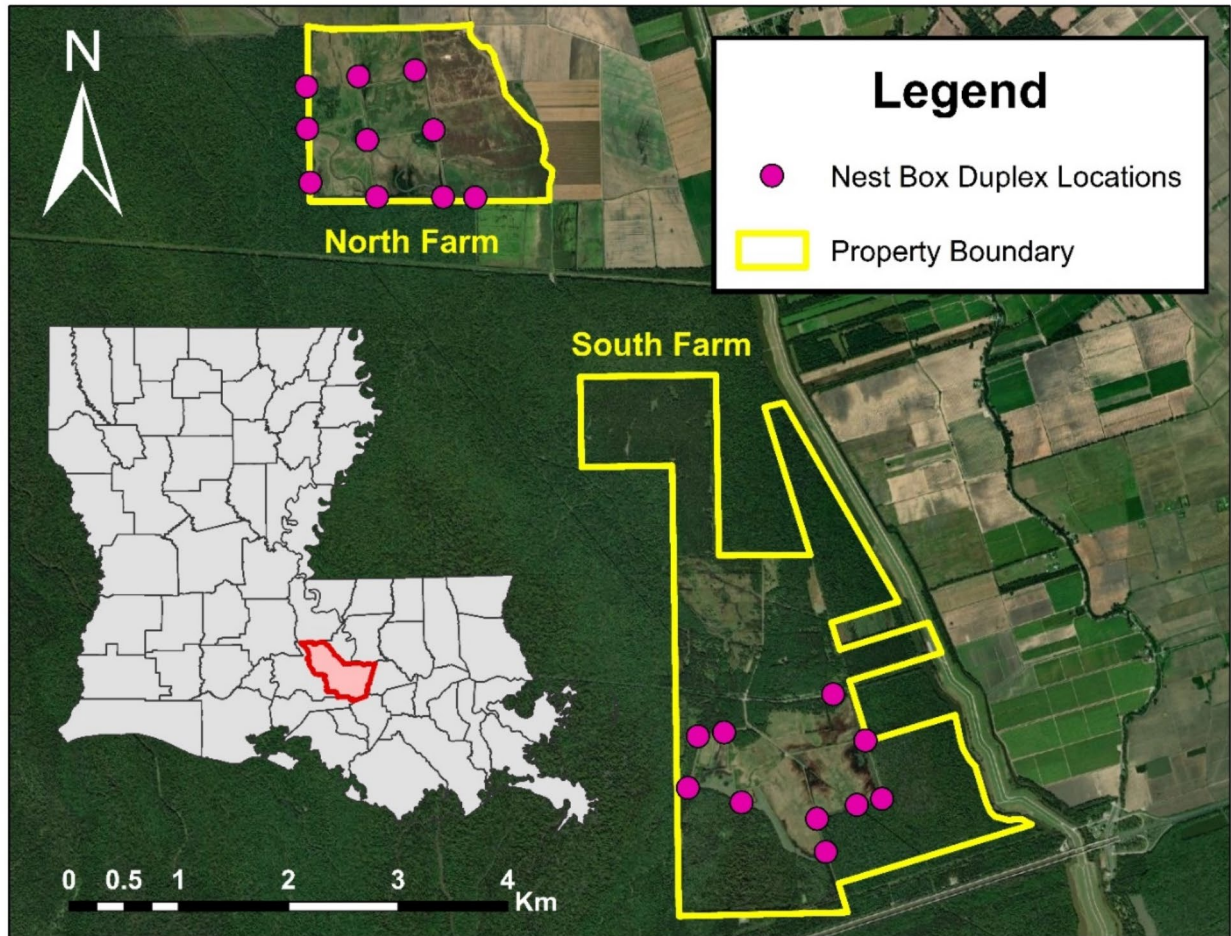 N
Legend
Nest Box Duplex Locations
Property Boundary
North Farm
South Farm
0 0.5 1 2 3 4
Km